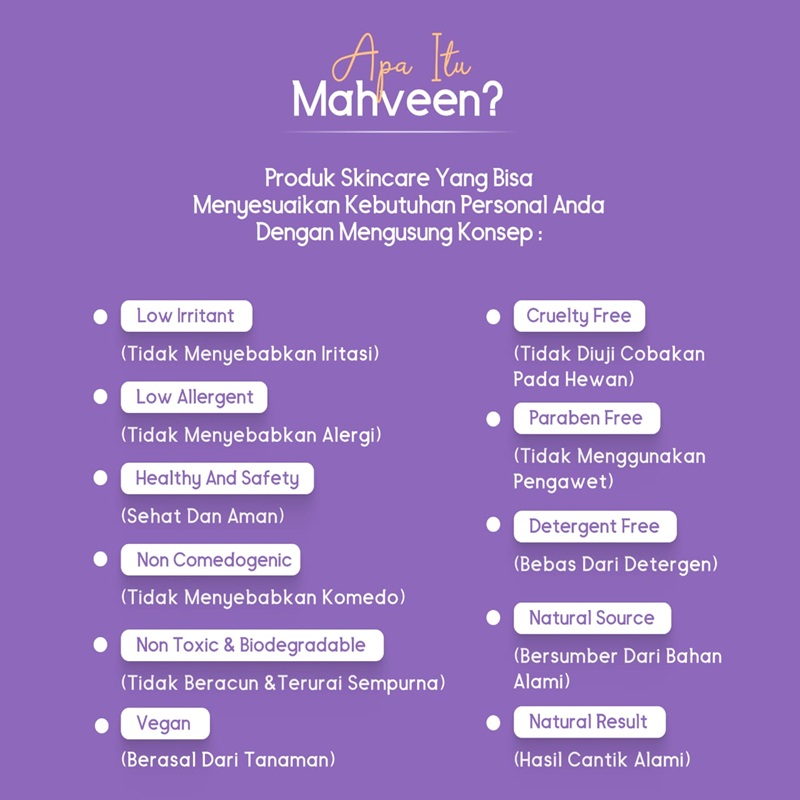 Apa Itu
Mahveen?
Produk Skincare Yang Bisa
Menyesuaikan Kebutuhan Personal Anda
Dengan Mengusung Konsep :
Low Irritant
(Tidak Menyebabkan Iritasi)
Low Allergent
(Tidak Menyebabkan Alergi)
Healthy And Safety
(Sehat Dan Aman)
Non Comedogenic
(Tidak Menyebabkan Komedo)
Non Toxic & Biodegradable
(Tidak Beracun &Terurai Sempurna)
Vegan
(Berasal Dari Tanaman)
Cruelty Free
(Tidak Diuji Cobakan
Pada Hewan)
Paraben Free
(Tidak Menggunakan
Pengawet)
Detergent Free
(Bebas Dari Detergen)
Natural Source
(Bersumber Dari Bahan
Alami)
Natural Result
(Hasil Cantik Alami)